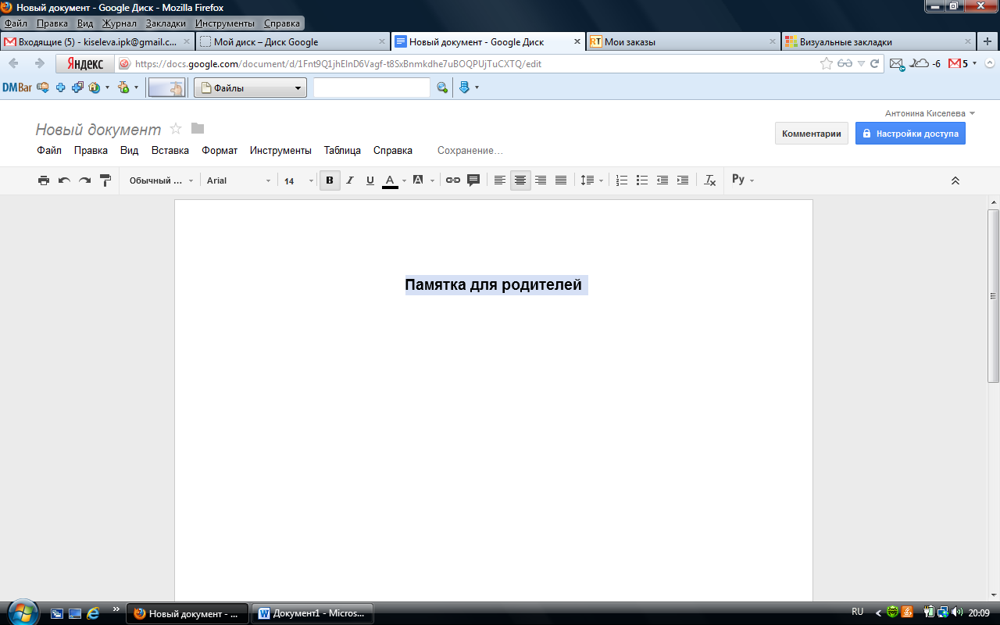 Новый документ - Google Диск - Mozilla Firefox
Файл Правка Вид Журнал Закладки Инструменты Справка
Входящие (5) - kiseleva.ipk@gmail.c... Мой диск – Диск Google Новый документ - Google Диск RT Мои заказы Визуальные закладки
Яндекс https://docs.google.com/document/d/1Fnt9Q1jhEInD6Vagf-t8SxBnmkdhe7uBOQPUjTuCXTQ/edit -6 5
DMBar Файлы
Антонина Киселева
Новый документ
Комментарии Настройки доступа
Файл Правка Вид Вставка Формат Инструменты Таблица Справка Сохранение...
Обычный ... Arial 14 B I U A A Ру
Памятка для родителей
Новый документ - ... Документ1 - Micros... RU 20:09